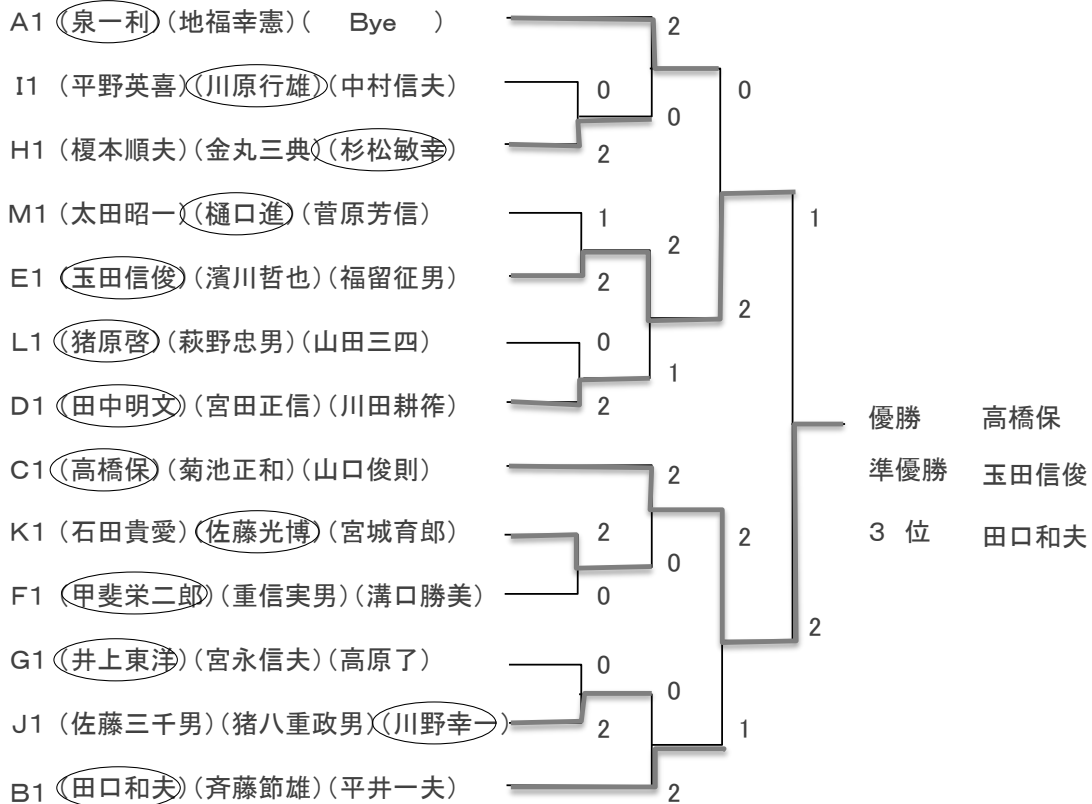 A1 (泉一利)(地福幸憲)( Bye ) 2
I1 (平野英喜)(川原行雄)(中村信夫) 0 0 0
H1 (榎本順夫)(金丸三典)(杉松敏幸) 2
M1 (太田昭一)(樋口進)(菅原芳信) 1 2 1
E1 (玉田信俊)(濱川哲也)(福留征男) 2 2
L1 (猪原啓)(萩野忠男)(山田三四) 0 1
D1 (田中明文)(宮田正信)(川田耕筰) 2
優勝 高橋保
C1 (高橋保)(菊池正和)(山口俊則) 2
準優勝 玉田信俊
K1 (石田貴愛)(佐藤光博)(宮城育郎) 2 0 2
3 位 田口和夫
F1 (甲斐栄二郎)(重信実男)(溝口勝美) 0 2
G1 (井上東洋)(宮永信夫)(高原了) 0 0
J1 (佐藤三千男)(猪八重政男)(川野幸一) 2 1
B1 (田口和夫)(斉藤節雄)(平井一夫) 2